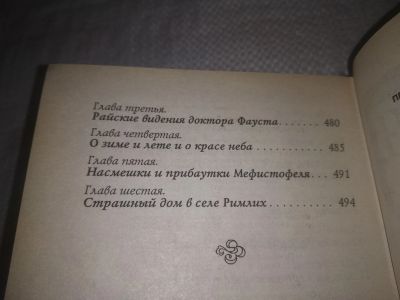 Глава третья.
Райские видения доктора Фауста . . . . . . . 480
Глава четвертая.
О зиме и лете и о красе неба . . . . . . . . . 485
Глава пятая.
Насмешки и прибаутки Мефистофеля . . . . 491
Глава шестая.
Страшный дом в селе Римлих . . . . . . . . . . 494